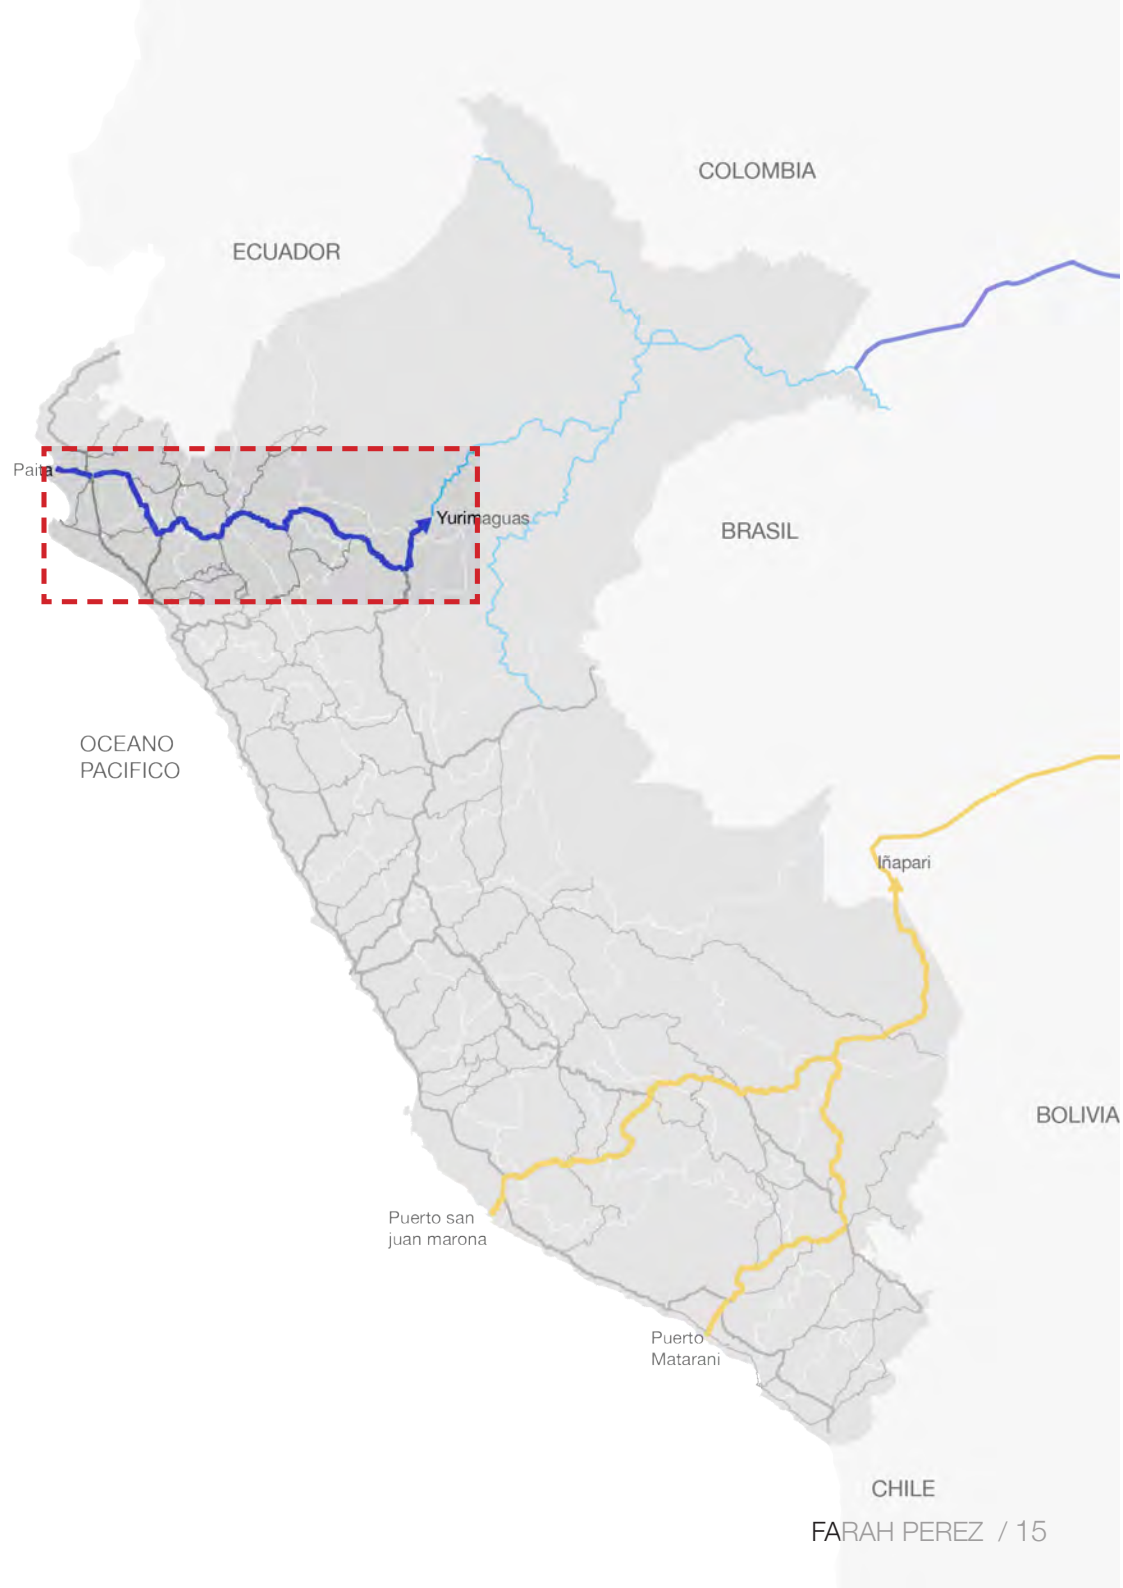 COLOMBIA
ECUADOR
Paita
Yurimaguas
BRASIL
OCEANO
PACIFICO
Iñapari
BOLIVIA
Puerto san
juan marona
Puerto
Matarani
CHILE
FARAH PEREZ / 15